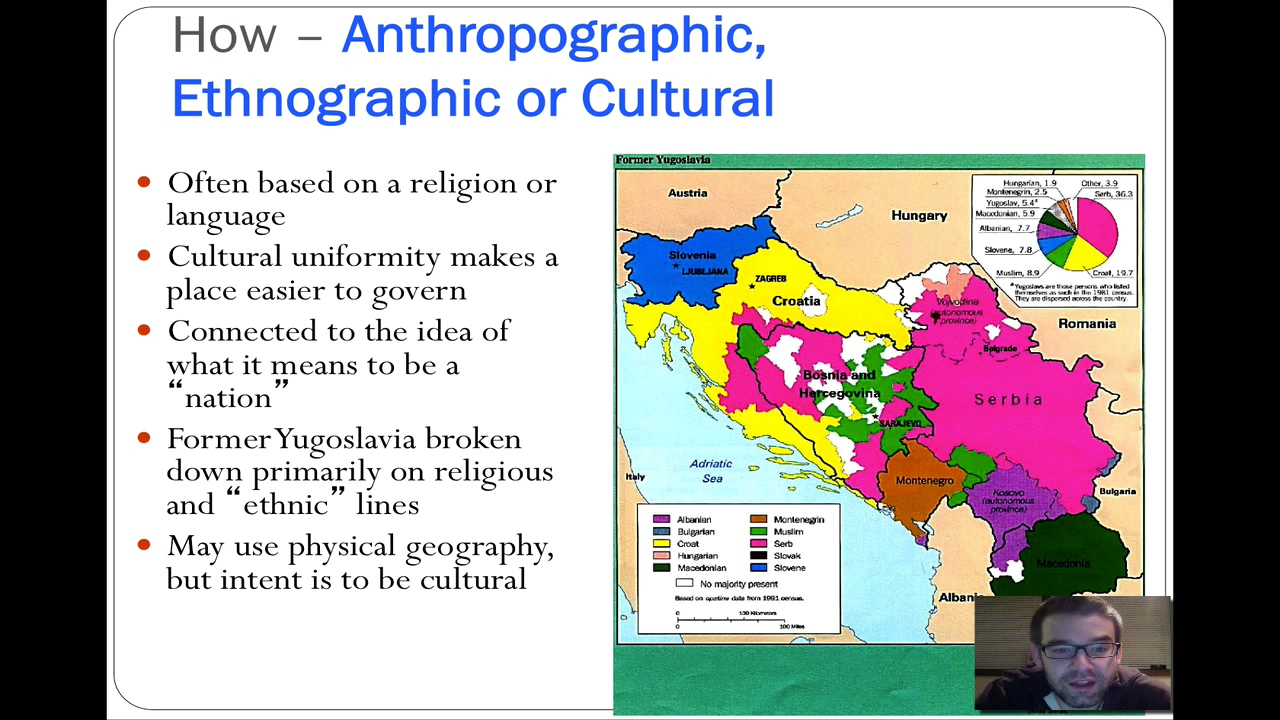 How – Anthropographic,
Ethnographic or Cultural
• Often based on a religion or
language
• Cultural uniformity makes a
place easier to govern
• Connected to the idea of
what it means to be a
“nation”
• Former Yugoslavia broken
down primarily on religious
and “ethnic” lines
• May use physical geography,
but intent is to be cultural
Former Yugoslavia
Austria
Hungary
Hungarian, 1.9
Other, 3.9
Montenegrin, 2.5
Serb, 36.3
Yugoslav, 5.4*
Macedonian, 5.9
Albanian, 7.7
Slovene, 7.8
Muslim, 8.9
Croat, 19.7
*Yugoslavs are those persons who listed
themselves as such in the 1981 census.
They are dispersed across the country.
Slovenia
LJUBLJANA
ZAGREB
Croatia
Vojvodina
(autonomous
province)
Romania
Belgrade
Bosnia and
Hercegovina
Serbia
SARAJEVO
Adriatic
Sea
Italy
Montenegro
Kosovo
(autonomous
province)
Bulgaria
Macedonia
Albania
Albanian
Montenegrin
Bulgarian
Muslim
Croat
Serb
Hungarian
Slovak
Macedonian
Slovene
No majority present
Based on opstine data from 1991 census.
0 100 Kilometers
0 100 Miles